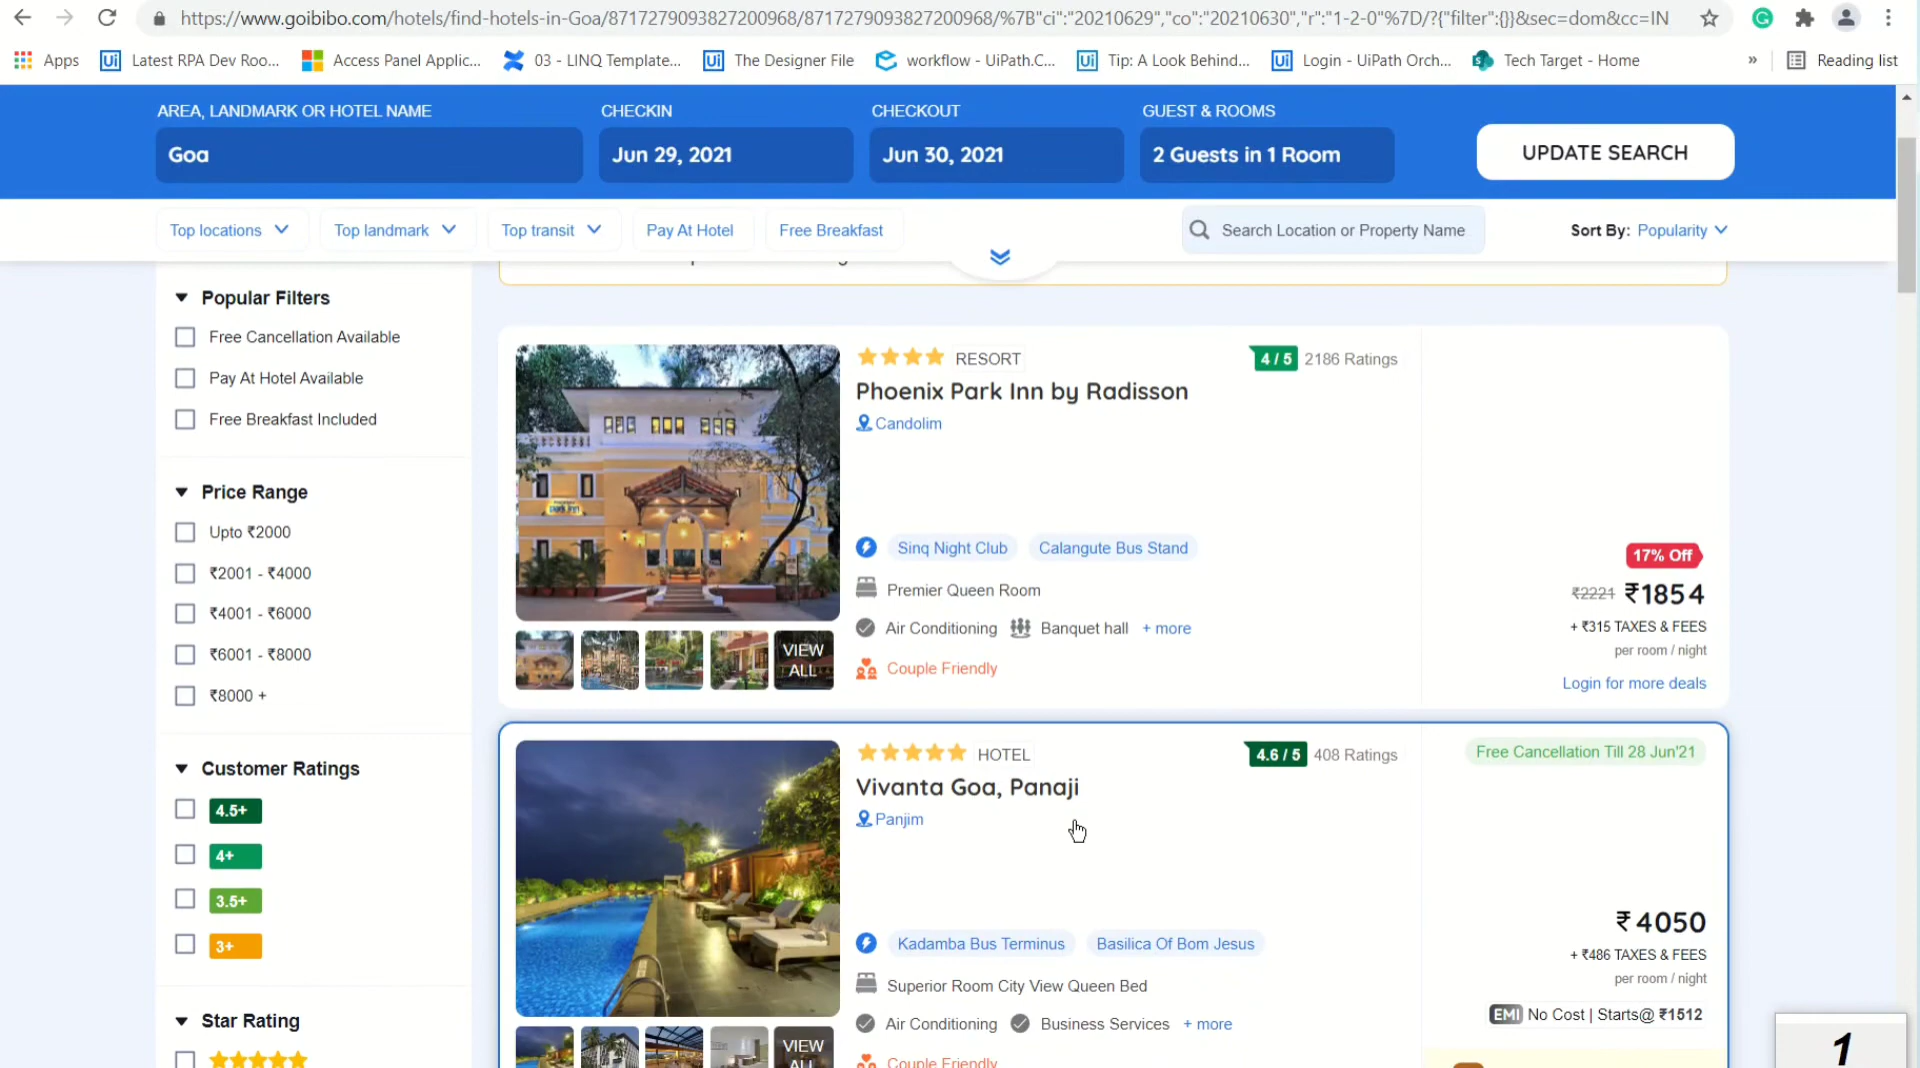 https://www.goibibo.com/hotels/find-hotels-in-Goa/8717279093827200968/8717279093827200968/%7B"ci":"20210629","co":"20210630","r":"1-2-0"%7D/?{"filter":{}}&sec=dom&cc=IN
Apps Latest RPA Dev Roo... Access Panel Applic... 03 - LINQ Template... The Designer File workflow - UiPath.C... Tip: A Look Behind... Login - UiPath Orch... Tech Target - Home » Reading list
AREA, LANDMARK OR HOTEL NAME CHECKIN CHECKOUT GUEST & ROOMS
Goa Jun 29, 2021 Jun 30, 2021 2 Guests in 1 Room UPDATE SEARCH
Top locations Top landmark Top transit Pay At Hotel Free Breakfast Search Location or Property Name Sort By: Popularity
Popular Filters
Free Cancellation Available
Pay At Hotel Available
Free Breakfast Included
Price Range
Upto ₹2000
₹2001 - ₹4000
₹4001 - ₹6000
₹6001 - ₹8000
₹8000 +
Customer Ratings
4.5+
4+
3.5+
3+
Star Rating
RESORT 4 / 5 2186 Ratings
Phoenix Park Inn by Radisson
Candolim
Sinq Night Club Calangute Bus Stand
Premier Queen Room
Air Conditioning Banquet hall + more
Couple Friendly
VIEW ALL
17% Off
₹2221 ₹1854
+ ₹315 TAXES & FEES
per room / night
Login for more deals
HOTEL 4.6 / 5 408 Ratings
Free Cancellation Till 28 Jun'21
Vivanta Goa, Panaji
Panjim
Kadamba Bus Terminus Basilica Of Bom Jesus
Superior Room City View Queen Bed
Air Conditioning Business Services + more
Couple Friendly
VIEW ALL
₹4050
+ ₹486 TAXES & FEES
per room / night
EMI No Cost | Starts@ ₹1512
1